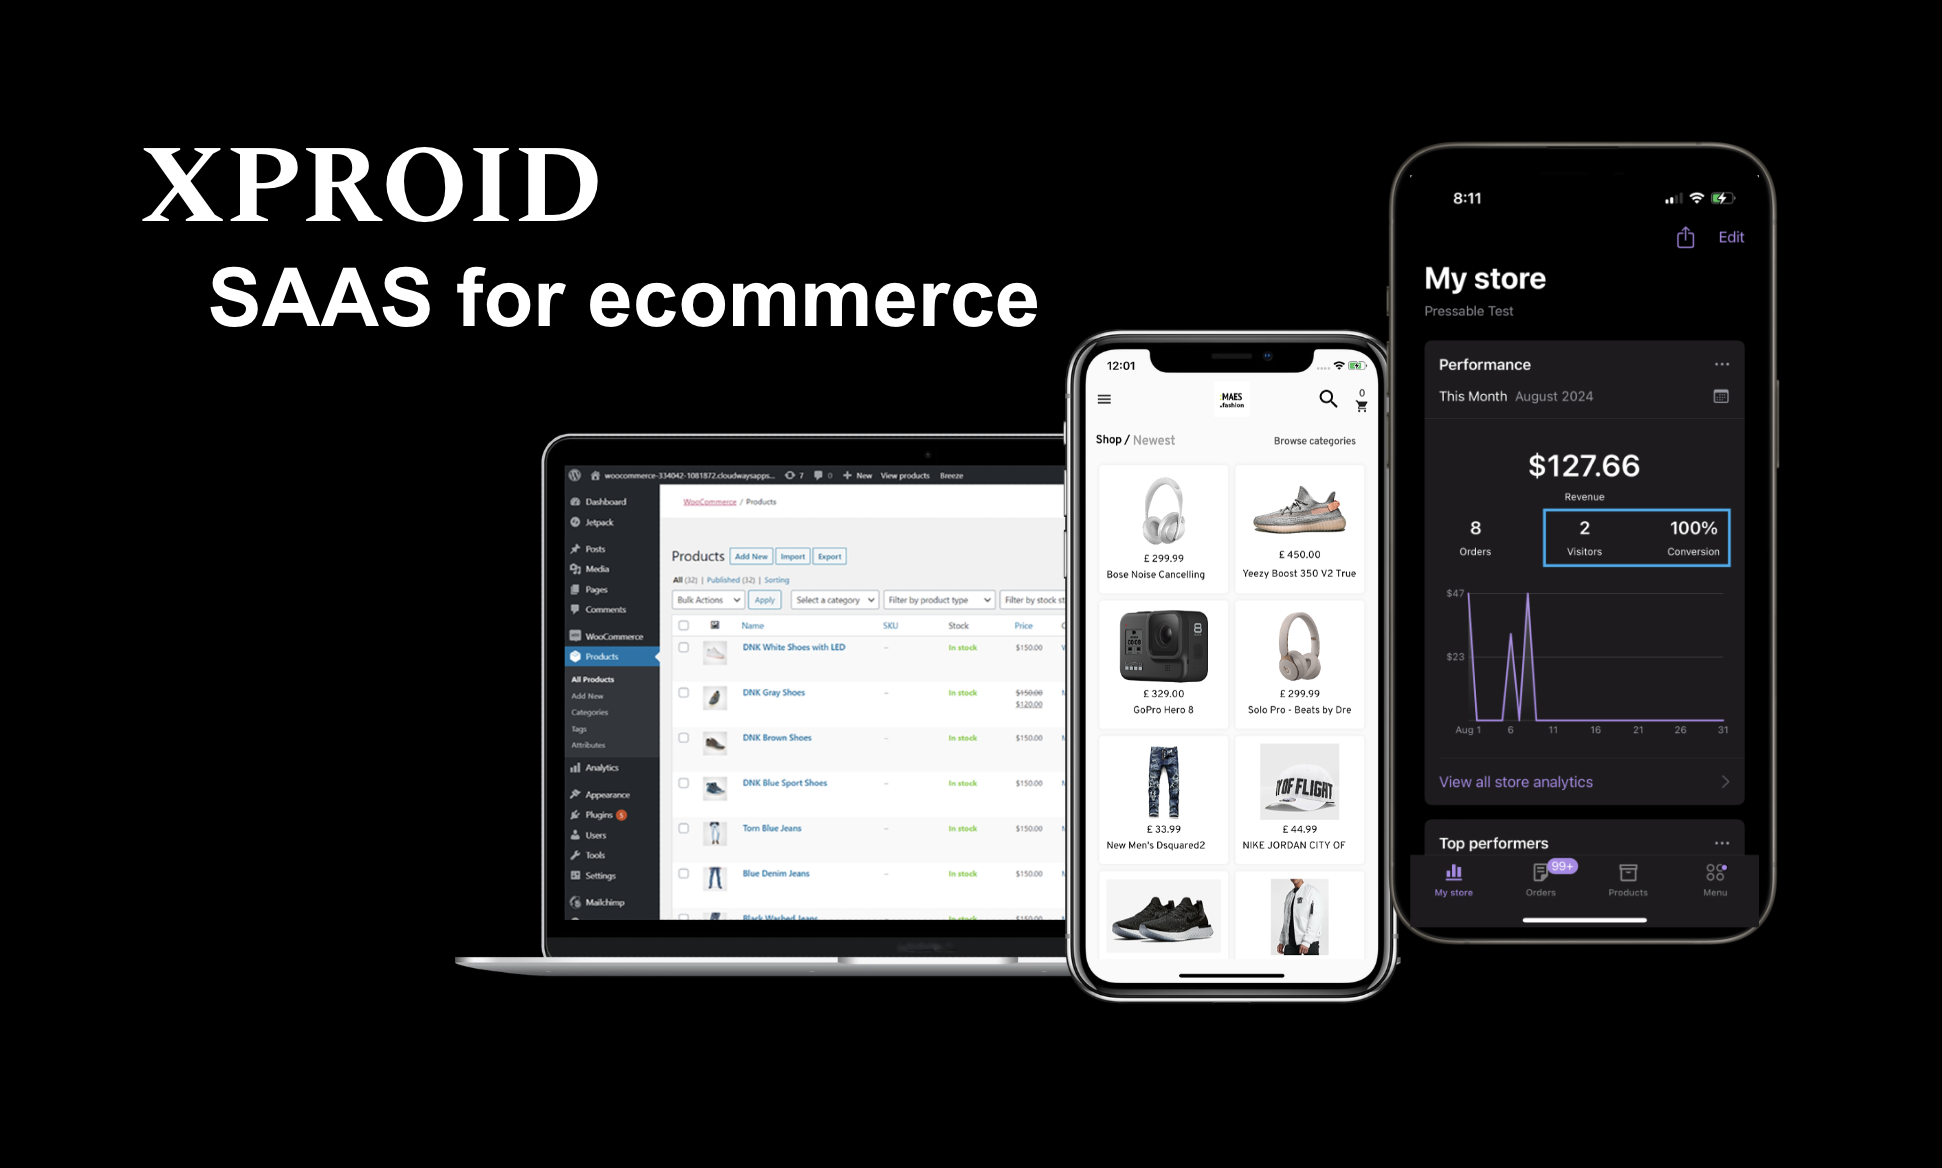 XPROID
SAAS for ecommerce
woocommerce-334042-1081872.cloudwaysapps... 7 0 New View products Breeze
Dashboard
Jetpack
Posts
Media
Pages
Comments
WooCommerce
Products
All Products
Add New
Categories
Tags
Attributes
Analytics
Appearance
Plugins 5
Users
Tools
Settings
Mailchimp
WooCommerce / Products
Products Add New Import Export
All (32) | Published (32) | Sorting
Bulk Actions Apply Select a category Filter by product type Filter by stock st
Name SKU Stock Price
DNK White Shoes with LED – In stock $150.00
DNK Gray Shoes – In stock $150.00
$120.00
DNK Brown Shoes – In stock $150.00
DNK Blue Sport Shoes – In stock $150.00
Torn Blue Jeans – In stock $150.00
Blue Denim Jeans – In stock $150.00
Black Washed Jeans – In stock $150.00
12:01
MAES
.fashion
0
Shop / Newest Browse categories
£ 299.99
Bose Noise Cancelling
£ 450.00
Yeezy Boost 350 V2 True
8
£ 329.00
GoPro Hero 8
£ 299.99
Solo Pro - Beats by Dre
£ 33.99
New Men's Dsquared2
Y OF FLIGHT
£ 44.99
NIKE JORDAN CITY OF
8:11
Edit
My store
Pressable Test
Performance
This Month August 2024
$127.66
Revenue
8 2 100%
Orders Visitors Conversion
$47
$23
Aug 1 6 11 16 21 26 31
View all store analytics
Top performers
99+
My store Orders Products Menu